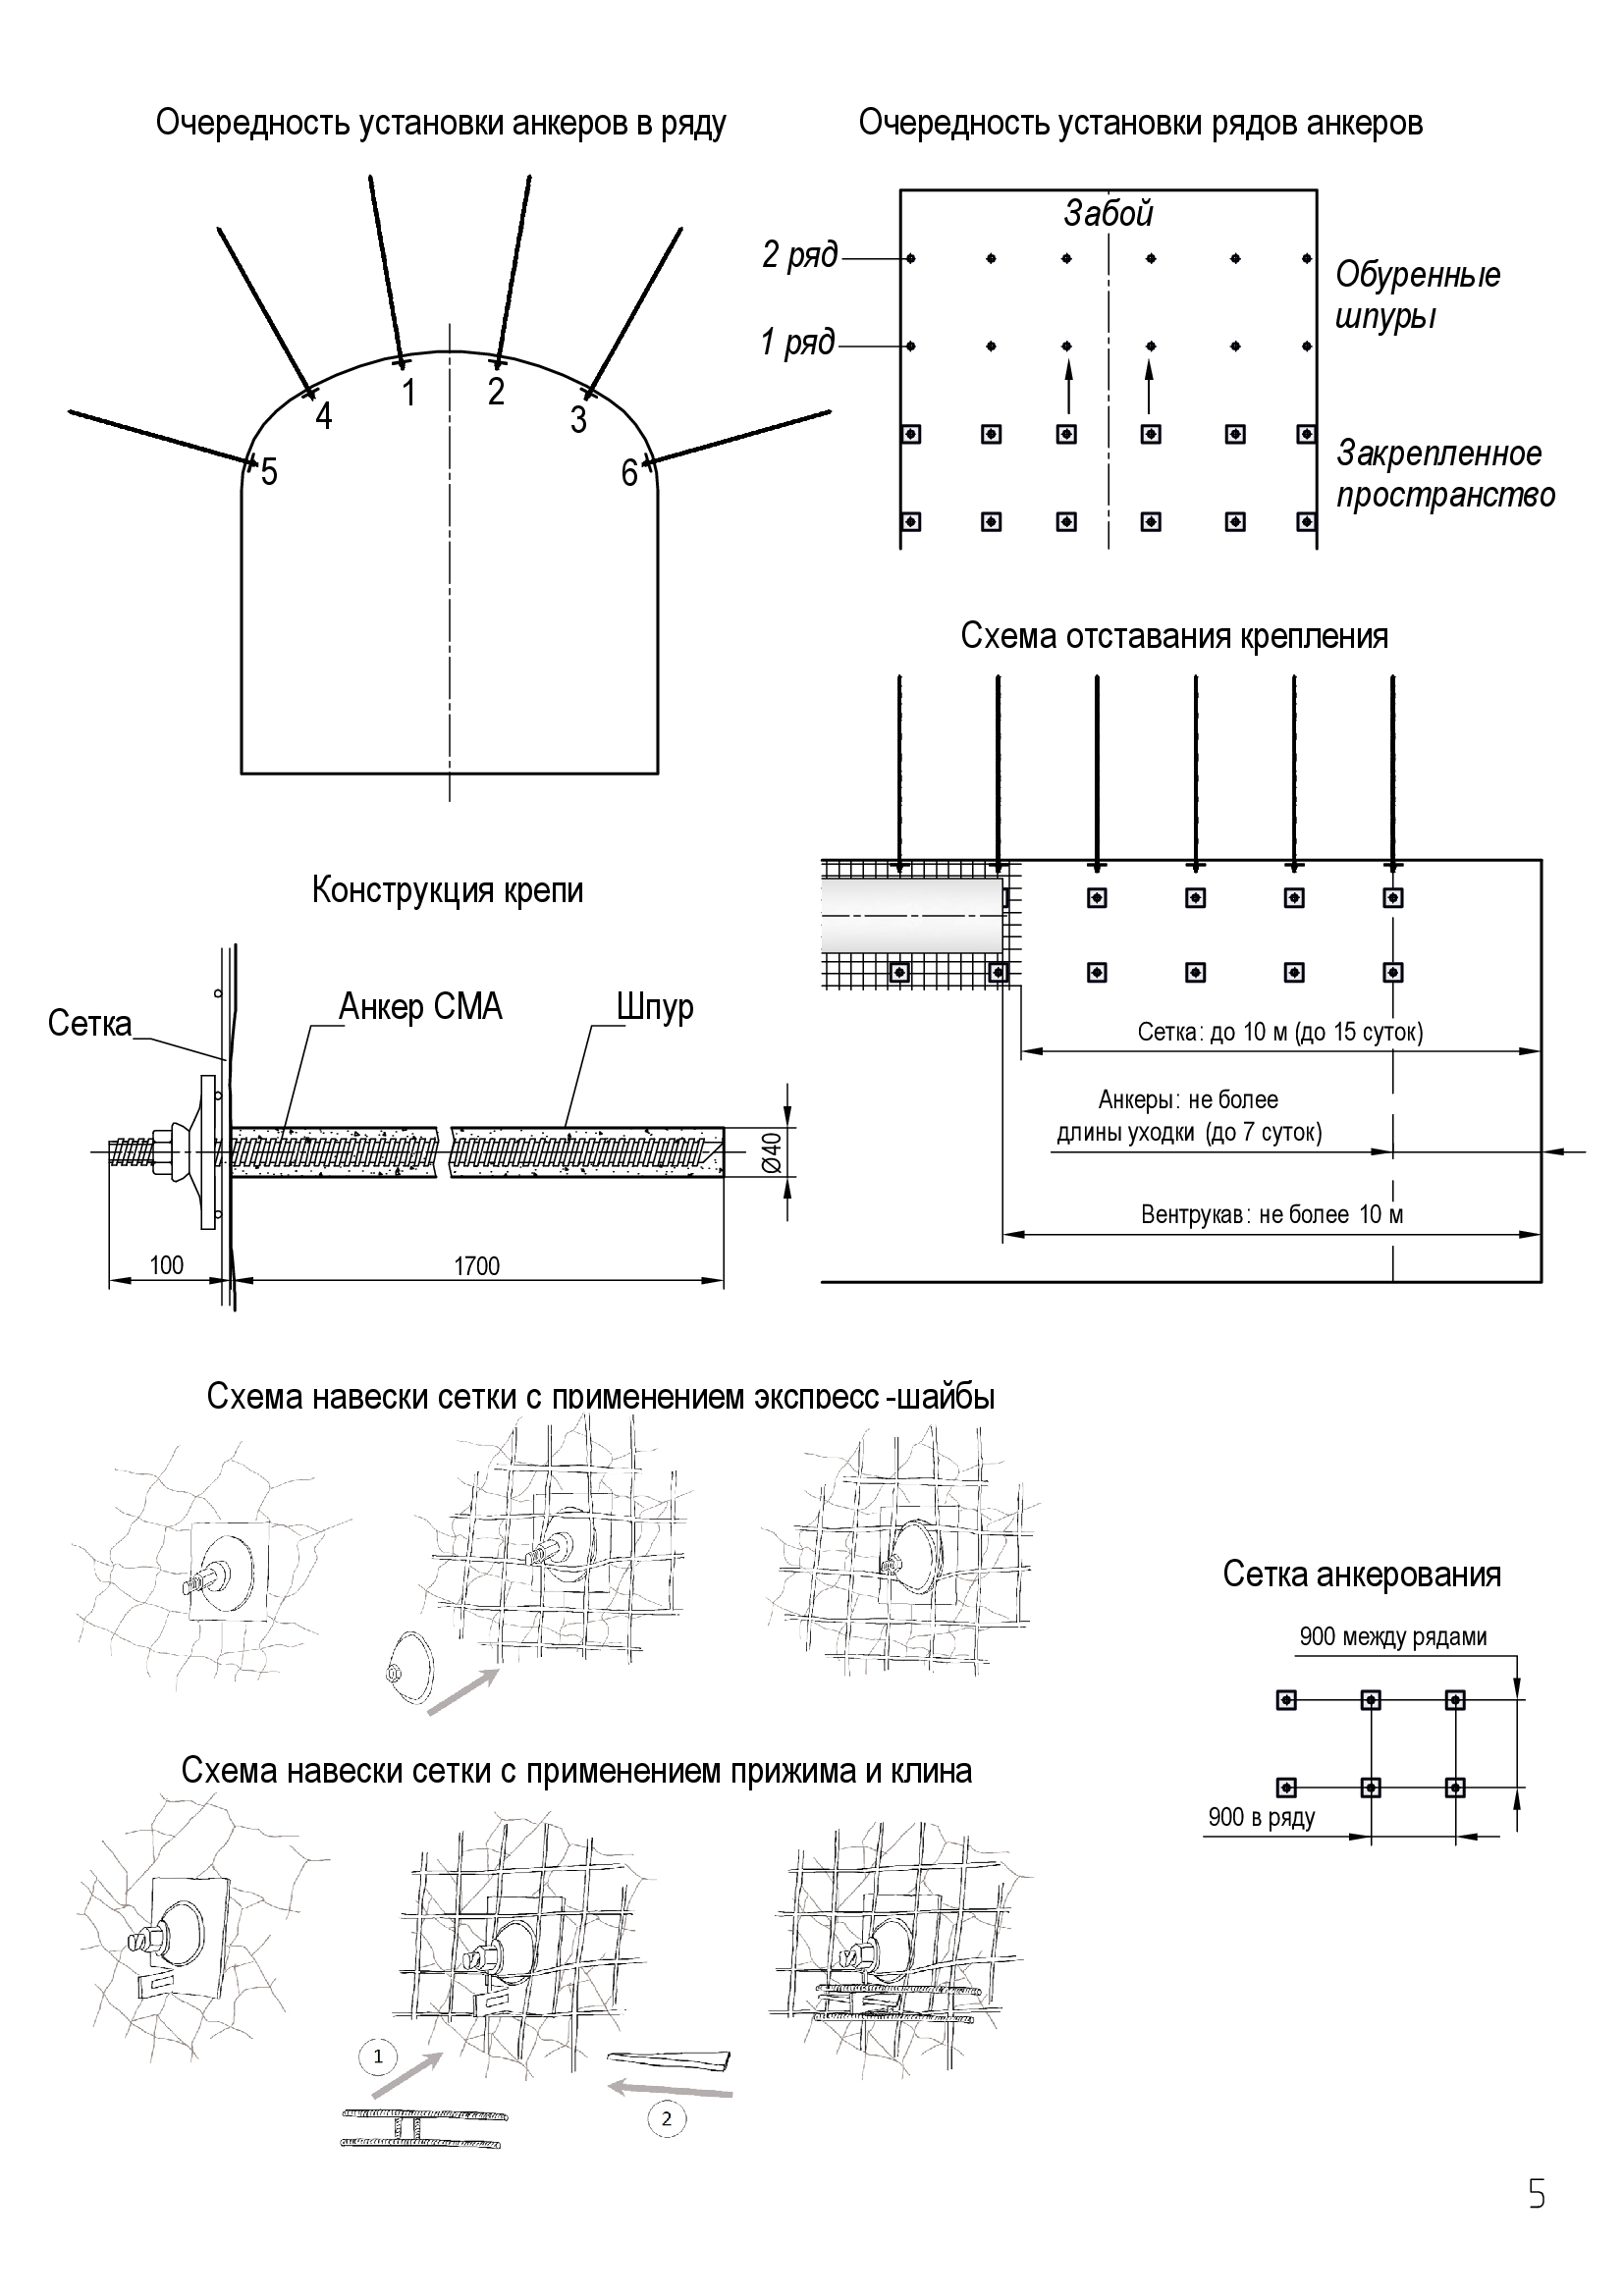 Очередность установки анкеров в ряду
1
2
3
4
5
6
Очередность установки рядов анкеров
Забой
2 ряд
1 ряд
Обуренные
шпуры
Закрепленное
пространство
Схема отставания крепления
Сетка: до 10 м (до 15 суток)
Анкеры: не более
длины уходки (до 7 суток)
Вентрукав: не более 10 м
Конструкция крепи
Сетка
Анкер СМА
Шпур
Ø40
100
1700
Схема навески сетки с применением экспресс-шайбы
Сетка анкерования
900 между рядами
900 в ряду
Схема навески сетки с применением прижима и клина
1
2
5